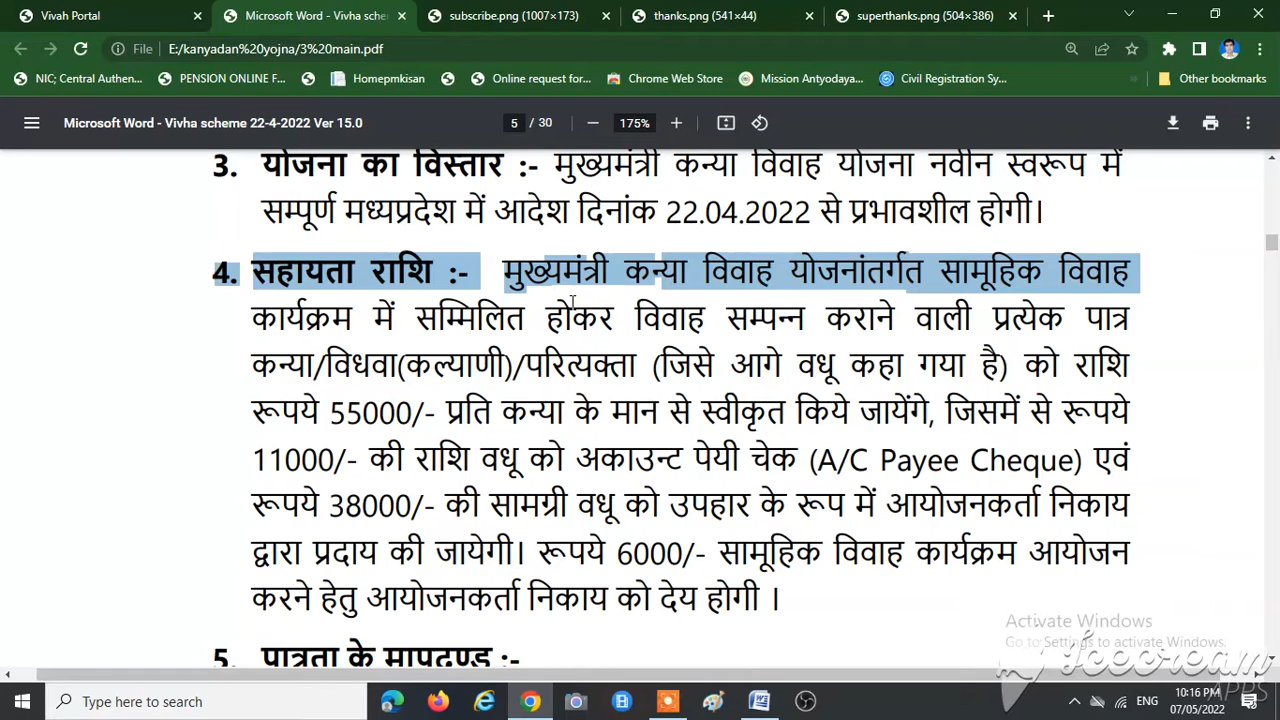 Vivah Portal
Microsoft Word - Vivha sche
subscribe.png (1007×173)
thanks.png (541×44)
superthanks.png (504×386)
File
E:/kanyadan%20yojna/3%20main.pdf
NIC; Central Authen...
PENSION ONLINE F...
Homepmkisan
Online request for...
Chrome Web Store
Mission Antyodaya...
Civil Registration Sy...
Other bookmarks
Microsoft Word - Vivha scheme 22-4-2022 Ver 15.0
5 / 30
175%
3. योजना का विस्तार :- मुख्यमंत्री कन्या विवाह योजना नवीन स्वरूप में
सम्पूर्ण मध्यप्रदेश में आदेश दिनांक 22.04.2022 से प्रभावशील होगी।
4. सहायता राशि :- मुख्यमंत्री कन्या विवाह योजनांतर्गत सामूहिक विवाह
कार्यक्रम में सम्मिलित होकर विवाह सम्पन्न कराने वाली प्रत्येक पात्र
कन्या/विधवा(कल्याणी)/परित्यक्ता (जिसे आगे वधू कहा गया है) को राशि
रूपये 55000/- प्रति कन्या के मान से स्वीकृत किये जायेंगे, जिसमें से रूपये
11000/- की राशि वधू को अकाउन्ट पेयी चेक (A/C Payee Cheque) एवं
रूपये 38000/- की सामग्री वधू को उपहार के रूप में आयोजनकर्ता निकाय
द्वारा प्रदाय की जायेगी। रूपये 6000/- सामूहिक विवाह कार्यक्रम आयोजन
करने हेतु आयोजनकर्ता निकाय को देय होगी ।
5. पात्रता के मापदण्ड :-
Activate Windows
Go to Settings to activate Windows.
Icecream
APPS
Type here to search
ENG
10:16 PM
07/05/2022